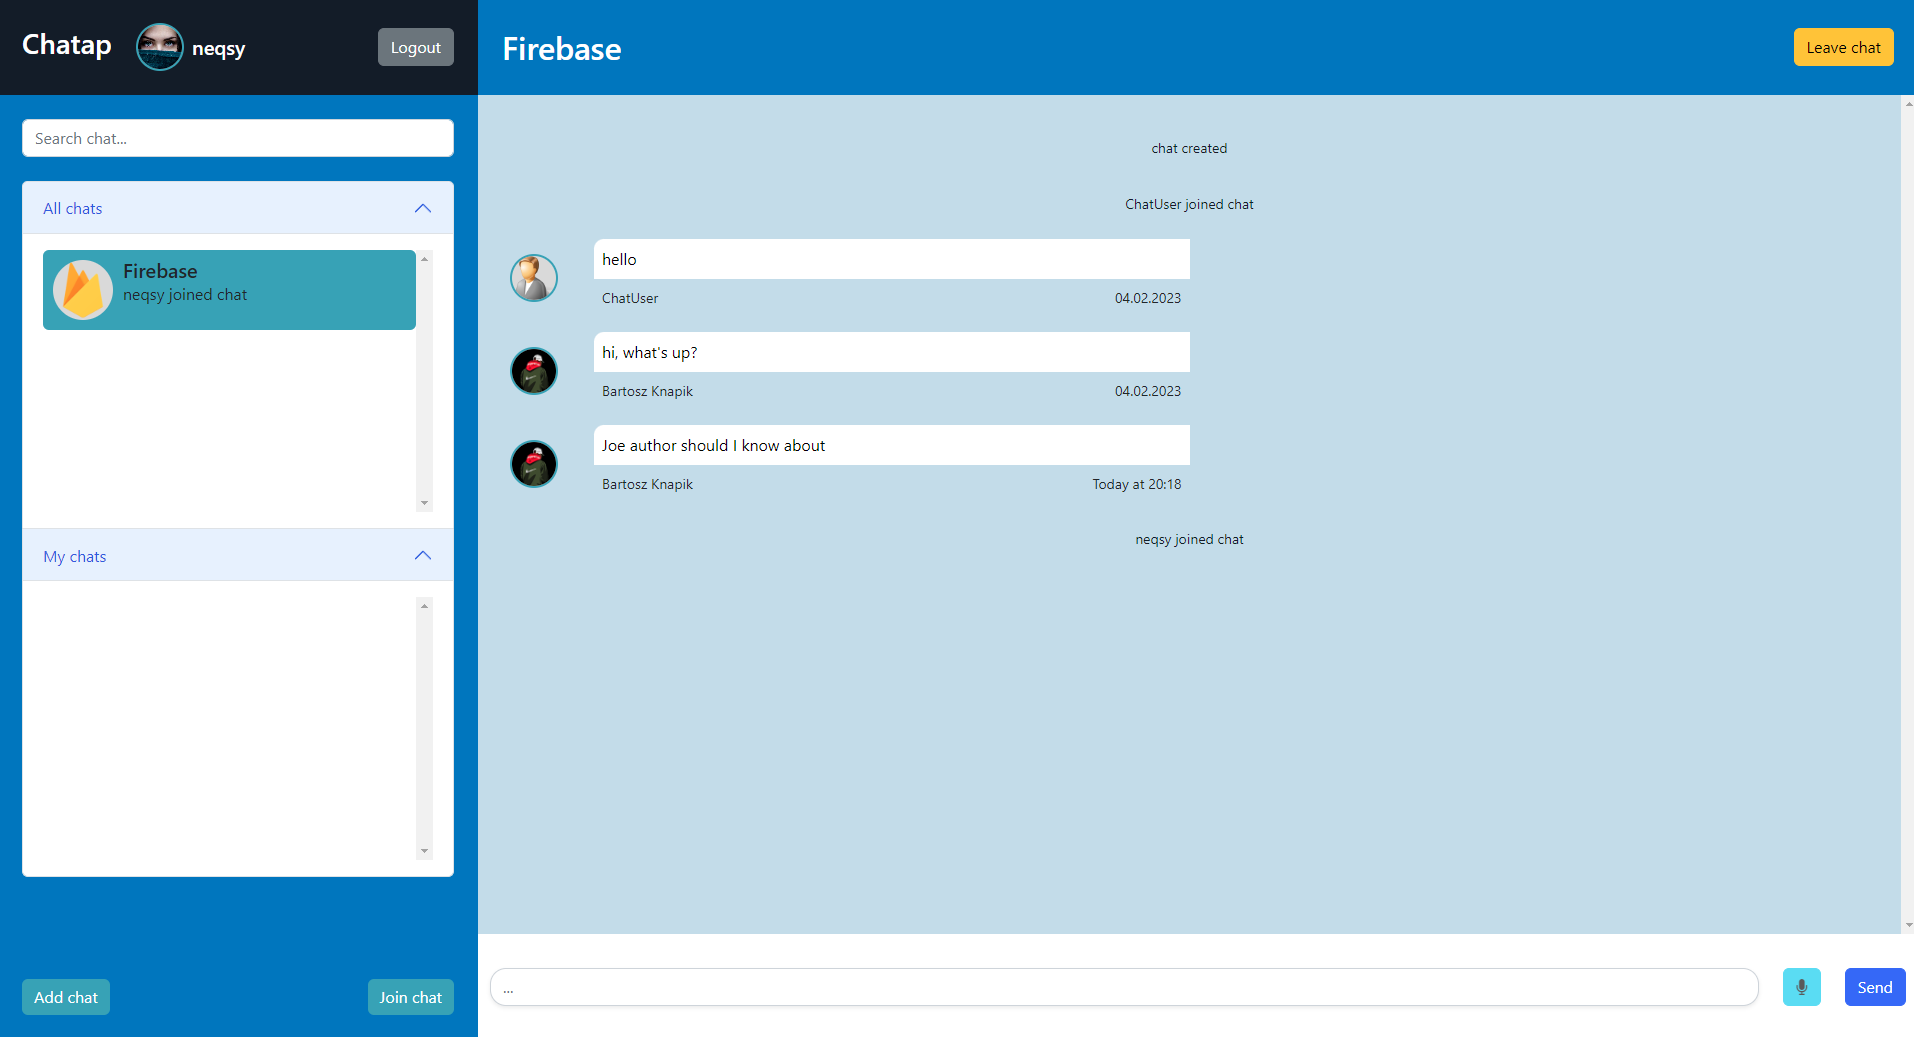 Chatap
neqsy
Logout
Search chat...
All chats
Firebase
neqsy joined chat
My chats
Add chat
Join chat
Firebase
Leave chat
chat created
ChatUser joined chat
hello
ChatUser 04.02.2023
hi, what's up?
Bartosz Knapik 04.02.2023
Joe author should I know about
Bartosz Knapik Today at 20:18
neqsy joined chat
...
Send